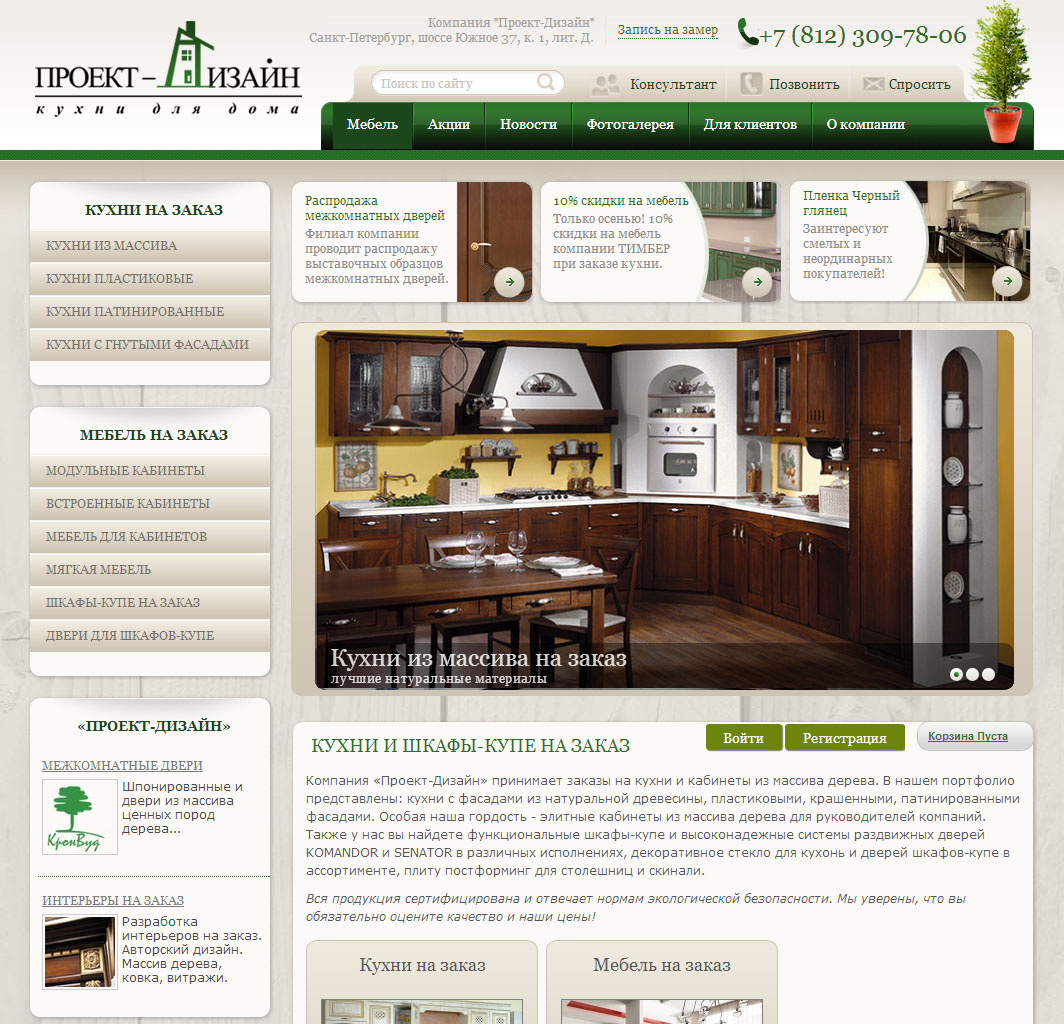 ПРОЕКТ-ДИЗАЙН
кухни для дома
Компания "Проект-Дизайн"
Санкт-Петербург, шоссе Южное 37, к. 1, лит. Д.
Запись на замер
+7 (812) 309-78-06
Поиск по сайту
Консультант
Позвонить
Спросить
Мебель
Акции
Новости
Фотогалерея
Для клиентов
О компании
КУХНИ НА ЗАКАЗ
КУХНИ ИЗ МАССИВА
КУХНИ ПЛАСТИКОВЫЕ
КУХНИ ПАТИНИРОВАННЫЕ
КУХНИ С ГНУТЫМИ ФАСАДАМИ
МЕБЕЛЬ НА ЗАКАЗ
МОДУЛЬНЫЕ КАБИНЕТЫ
ВСТРОЕННЫЕ КАБИНЕТЫ
МЕБЕЛЬ ДЛЯ КАБИНЕТОВ
МЯГКАЯ МЕБЕЛЬ
ШКАФЫ-КУПЕ НА ЗАКАЗ
ДВЕРИ ДЛЯ ШКАФОВ-КУПЕ
«ПРОЕКТ-ДИЗАЙН»
МЕЖКОМНАТНЫЕ ДВЕРИ
КронВуд
Шпонированные и
двери из массива
ценных пород
дерева...
ИНТЕРЬЕРЫ НА ЗАКАЗ
Разработка
интерьеров на заказ.
Авторский дизайн.
Массив дерева,
ковка, витражи.
Распродажа
межкомнатных дверей
Филиал компании
проводит распродажу
выставочных образцов
межкомнатных дверей.
10% скидки на мебель
Только осенью! 10%
скидки на мебель
компании ТИМБЕР
при заказе кухни.
Пленка Черный
глянец
Заинтересуют
смелых и
неординарных
покупателей!
Кухни из массива на заказ
лучшие натуральные материалы
КУХНИ И ШКАФЫ-КУПЕ НА ЗАКАЗ
Войти
Регистрация
Корзина Пуста
Компания «Проект-Дизайн» принимает заказы на кухни и кабинеты из массива дерева. В нашем портфолио
представлены: кухни с фасадами из натуральной древесины, пластиковыми, крашенными, патинированными
фасадами. Особая наша гордость - элитные кабинеты из массива дерева для руководителей компаний.
Также у нас вы найдете функциональные шкафы-купе и высоконадежные системы раздвижных дверей
KOMANDOR и SENATOR в различных исполнениях, декоративное стекло для кухонь и дверей шкафов-купе в
ассортименте, плиту постформинг для столешниц и скинали.
Вся продукция сертифицирована и отвечает нормам экологической безопасности. Мы уверены, что вы
обязательно оцените качество и наши цены!
Кухни на заказ
Мебель на заказ